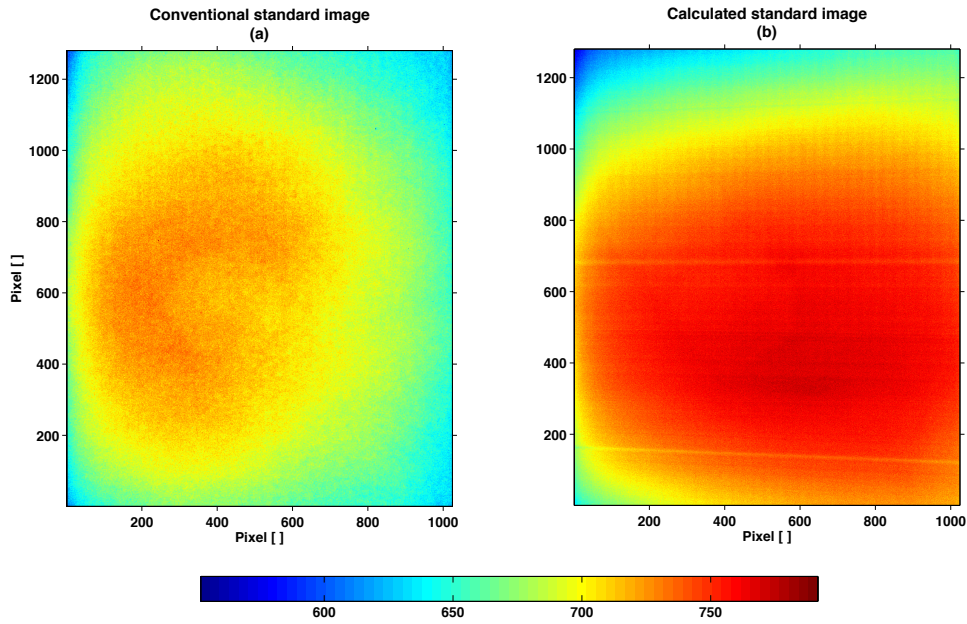 Conventional standard image
(a)
1200
1000
800
600
400
200
Pixel [ ]
200 400 600 800 1000
Pixel [ ]
Calculated standard image
(b)
1200
1000
800
600
400
200
200 400 600 800 1000
Pixel [ ]
600 650 700 750